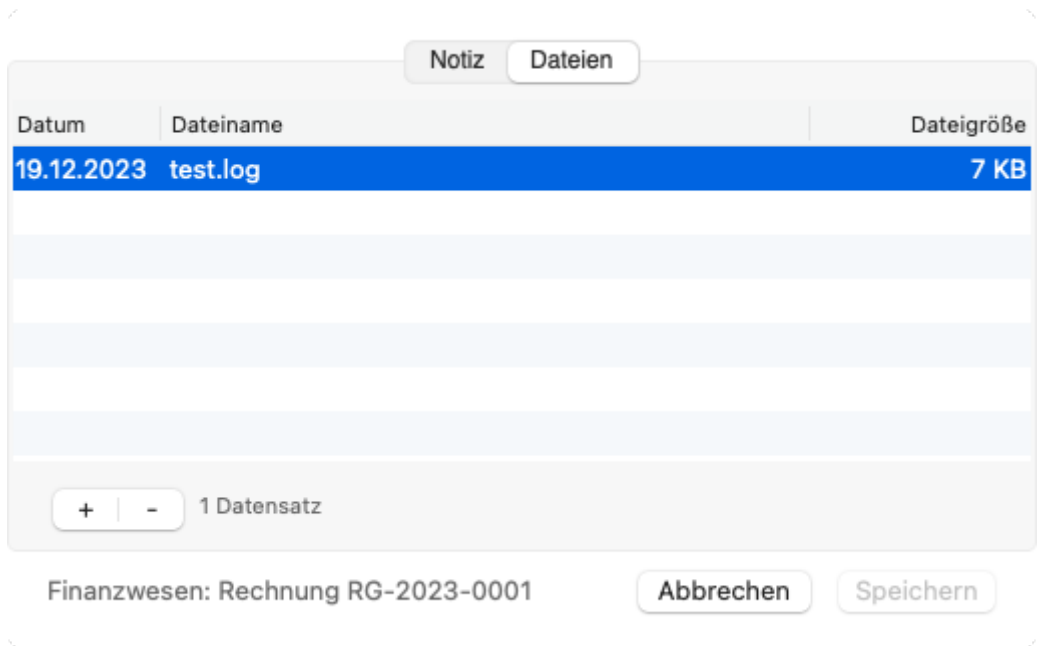 Notiz Dateien
Datum Dateiname Dateigröße
19.12.2023 test.log 7 KB
+ - 1 Datensatz
Finanzwesen: Rechnung RG-2023-0001 Abbrechen Speichern